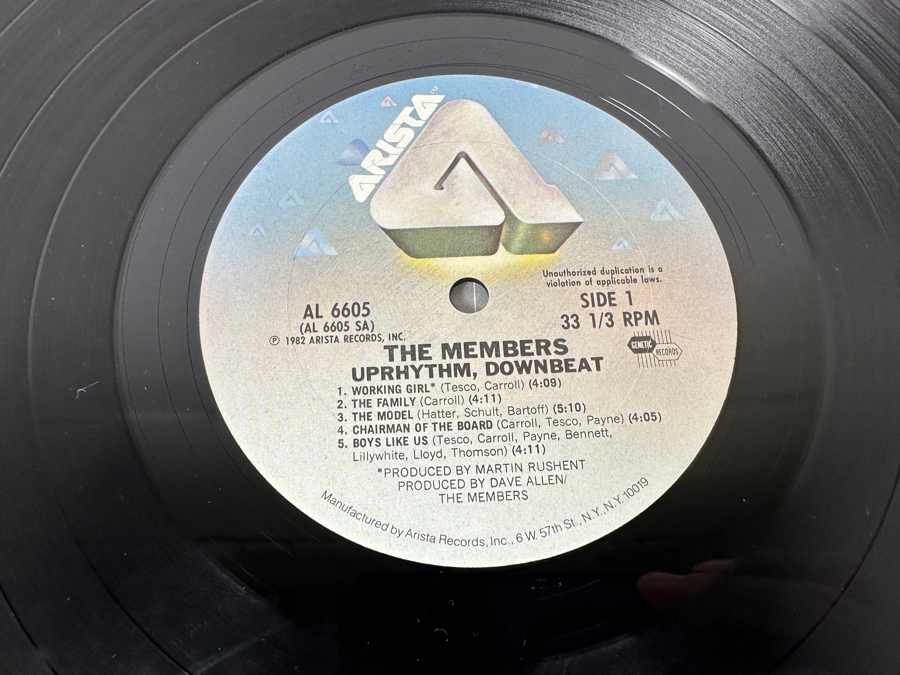 ARISTA™
Unauthorized duplication is a
violation of applicable laws.
AL 6605
(AL 6605 SA)
℗ 1982 ARISTA RECORDS, INC.
SIDE 1
33 1/3 RPM
GENETIC
RECORDS
THE MEMBERS
UPRHYTHM, DOWNBEAT
1. WORKING GIRL* (Tesco, Carroll) (4:09)
2. THE FAMILY (Carroll) (4:11)
3. THE MODEL (Hatter, Schult, Bartoff) (5:10)
4. CHAIRMAN OF THE BOARD (Carroll, Tesco, Payne) (4:05)
5. BOYS LIKE US (Tesco, Carroll, Payne, Bennett,
Lillywhite, Lloyd, Thomson) (4:11)
*PRODUCED BY MARTIN RUSHENT
PRODUCED BY DAVE ALLEN/
THE MEMBERS
Manufactured by Arista Records, Inc., 6 W. 57th St., N.Y., N.Y. 10019